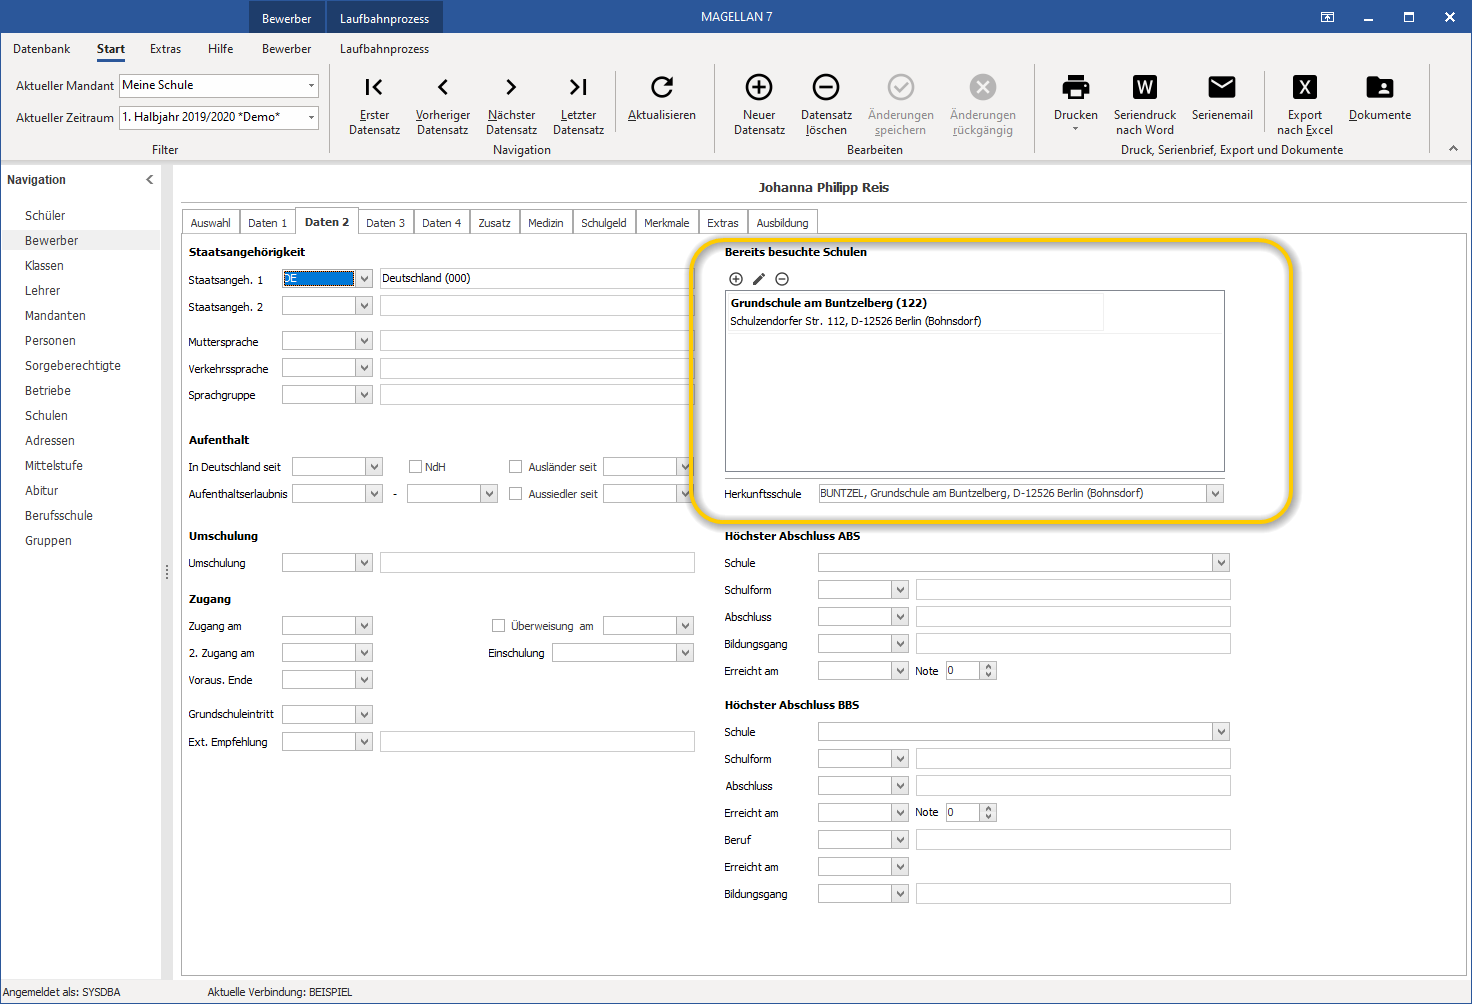 Bewerber Laufbahnprozess MAGELLAN 7
Datenbank Start Extras Hilfe Bewerber Laufbahnprozess
Aktueller Mandant Meine Schule
Aktueller Zeitraum 1. Halbjahr 2019/2020 *Demo*
Filter
Erster Datensatz
Vorheriger Datensatz
Nächster Datensatz
Letzter Datensatz
Aktualisieren
Navigation
Neuer Datensatz
Datensatz löschen
Änderungen speichern
Änderungen rückgängig
Bearbeiten
Drucken
W
Seriendruck nach Word
Serienemail
X
Export nach Excel
Dokumente
Druck, Serienbrief, Export und Dokumente
Navigation
Schüler
Bewerber
Klassen
Lehrer
Mandanten
Personen
Sorgeberechtigte
Betriebe
Schulen
Adressen
Mittelstufe
Abitur
Berufsschule
Gruppen
Johanna Philipp Reis
Auswahl Daten 1 Daten 2 Daten 3 Daten 4 Zusatz Medizin Schulgeld Merkmale Extras Ausbildung
Staatsangehörigkeit
Staatsangeh. 1 DE Deutschland (000)
Staatsangeh. 2
Muttersprache
Verkehrssprache
Sprachgruppe
Aufenthalt
In Deutschland seit NdH Ausländer seit
Aufenthaltserlaubnis - Aussiedler seit
Umschulung
Umschulung
Zugang
Zugang am Überweisung am
2. Zugang am Einschulung
Voraus. Ende
Grundschuleintritt
Ext. Empfehlung
Bereits besuchte Schulen
Grundschule am Buntzelberg (122)
Schulzendorfer Str. 112, D-12526 Berlin (Bohnsdorf)
Herkunftsschule BUNTZEL, Grundschule am Buntzelberg, D-12526 Berlin (Bohnsdorf)
Höchster Abschluss ABS
Schule
Schulform
Abschluss
Bildungsgang
Erreicht am Note 0
Höchster Abschluss BBS
Schule
Schulform
Abschluss
Erreicht am Note 0
Beruf
Erreicht am
Bildungsgang
Angemeldet als: SYSDBA Aktuelle Verbindung: BEISPIEL